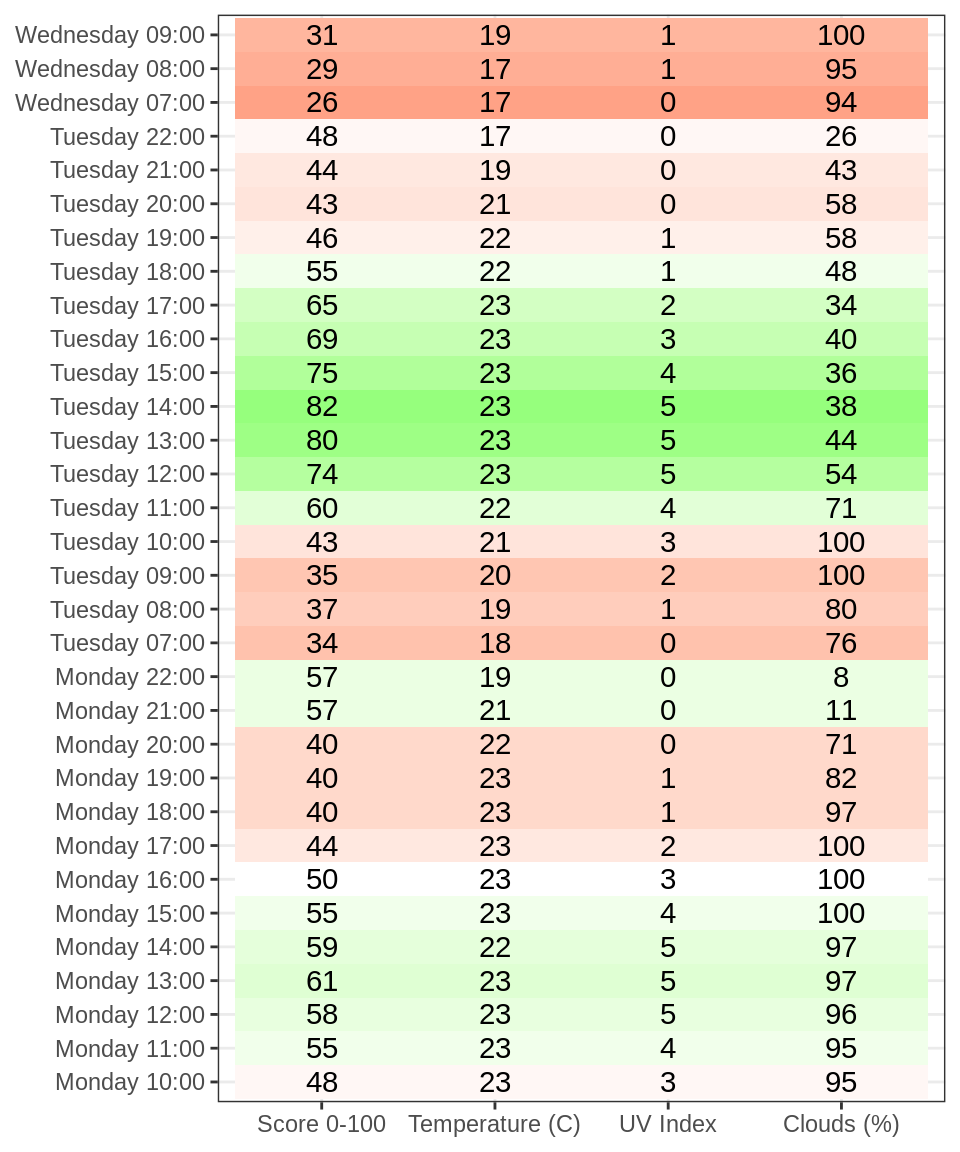 Wednesday 09:00 31 19 1 100
Wednesday 08:00 29 17 1 95
Wednesday 07:00 26 17 0 94
Tuesday 22:00 48 17 0 26
Tuesday 21:00 44 19 0 43
Tuesday 20:00 43 21 0 58
Tuesday 19:00 46 22 1 58
Tuesday 18:00 55 22 1 48
Tuesday 17:00 65 23 2 34
Tuesday 16:00 69 23 3 40
Tuesday 15:00 75 23 4 36
Tuesday 14:00 82 23 5 38
Tuesday 13:00 80 23 5 44
Tuesday 12:00 74 23 5 54
Tuesday 11:00 60 22 4 71
Tuesday 10:00 43 21 3 100
Tuesday 09:00 35 20 2 100
Tuesday 08:00 37 19 1 80
Tuesday 07:00 34 18 0 76
Monday 22:00 57 19 0 8
Monday 21:00 57 21 0 11
Monday 20:00 40 22 0 71
Monday 19:00 40 23 1 82
Monday 18:00 40 23 1 97
Monday 17:00 44 23 2 100
Monday 16:00 50 23 3 100
Monday 15:00 55 23 4 100
Monday 14:00 59 22 5 97
Monday 13:00 61 23 5 97
Monday 12:00 58 23 5 96
Monday 11:00 55 23 4 95
Monday 10:00 48 23 3 95
Score 0-100 Temperature (C) UV Index Clouds (%)